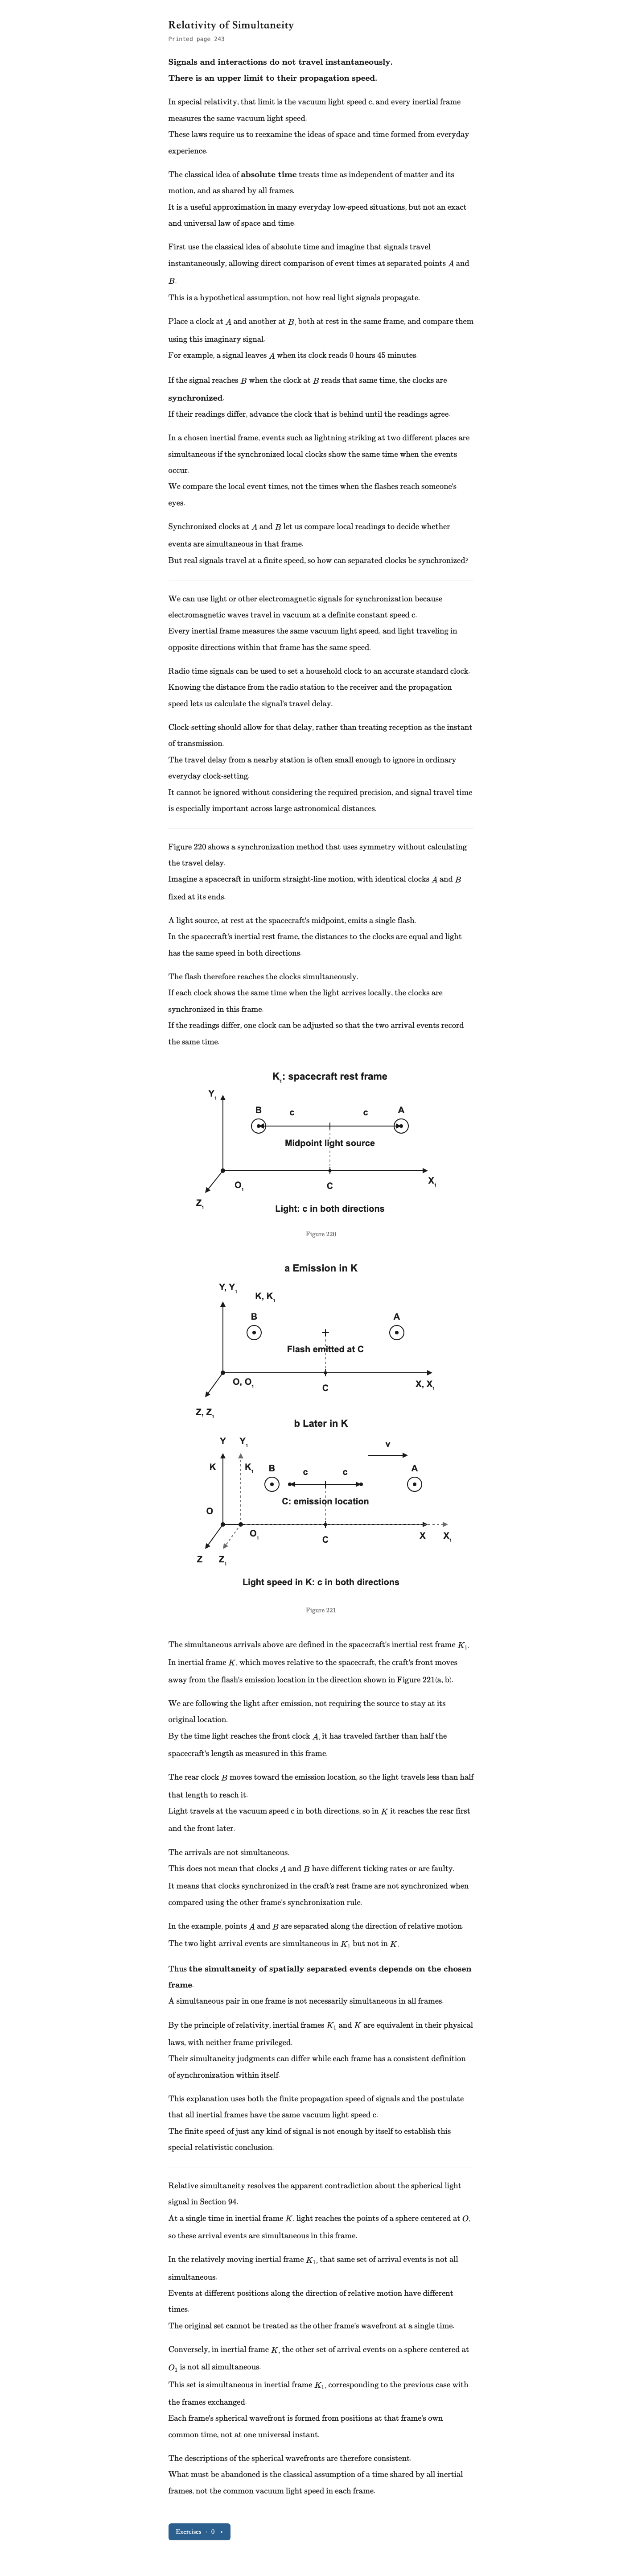 Relativity of Simultaneity
Printed page 243
Signals and interactions do not travel instantaneously.
There is an upper limit to their propagation speed.
In special relativity, that limit is the vacuum light speed c, and every inertial frame
measures the same vacuum light speed.
These laws require us to reexamine the ideas of space and time formed from everyday
experience.
The classical idea of absolute time treats time as independent of matter and its
motion, and as shared by all frames.
It is a useful approximation in many everyday low-speed situations, but not an exact
and universal law of space and time.
First use the classical idea of absolute time and imagine that signals travel
instantaneously, allowing direct comparison of event times at separated points A and
B.
This is a hypothetical assumption, not how real light signals propagate.
Place a clock at A and another at B, both at rest in the same frame, and compare them
using this imaginary signal.
For example, a signal leaves A when its clock reads 0 hours 45 minutes.
If the signal reaches B when the clock at B reads that same time, the clocks are
synchronized.
If their readings differ, advance the clock that is behind until the readings agree.
In a chosen inertial frame, events such as lightning striking at two different places are
simultaneous if the synchronized local clocks show the same time when the events
occur.
We compare the local event times, not the times when the flashes reach someone's
eyes.
Synchronized clocks at A and B let us compare local readings to decide whether
events are simultaneous in that frame.
But real signals travel at a finite speed, so how can separated clocks be synchronized?
We can use light or other electromagnetic signals for synchronization because
electromagnetic waves travel in vacuum at a definite constant speed c.
Every inertial frame measures the same vacuum light speed, and light traveling in
opposite directions within that frame has the same speed.
Radio time signals can be used to set a household clock to an accurate standard clock.
Knowing the distance from the radio station to the receiver and the propagation
speed lets us calculate the signal's travel delay.
Clock-setting should allow for that delay, rather than treating reception as the instant
of transmission.
The travel delay from a nearby station is often small enough to ignore in ordinary
everyday clock-setting.
It cannot be ignored without considering the required precision, and signal travel time
is especially important across large astronomical distances.
Figure 220 shows a synchronization method that uses symmetry without calculating
the travel delay.
Imagine a spacecraft in uniform straight-line motion, with identical clocks A and B
fixed at its ends.
A light source, at rest at the spacecraft's midpoint, emits a single flash.
In the spacecraft's inertial rest frame, the distances to the clocks are equal and light
has the same speed in both directions.
The flash therefore reaches the clocks simultaneously.
If each clock shows the same time when the light arrives locally, the clocks are
synchronized in this frame.
If the readings differ, one clock can be adjusted so that the two arrival events record
the same time.
K₁: spacecraft rest frame
Y₁
B c c A
Midpoint light source
O₁ C X₁
Z₁
Light: c in both directions
Figure 220
a Emission in K
Y, Y₁
K, K₁
B A
Flash emitted at C
O, O₁ C X, X₁
Z, Z₁
b Later in K
Y Y₁ v
K K₁ B c c A
C: emission location
O
O₁ C X X₁
Z Z₁
Light speed in K: c in both directions
Figure 221
The simultaneous arrivals above are defined in the spacecraft's inertial rest frame K₁.
In inertial frame K, which moves relative to the spacecraft, the craft's front moves
away from the flash's emission location in the direction shown in Figure 221(a, b).
We are following the light after emission, not requiring the source to stay at its
original location.
By the time light reaches the front clock A, it has traveled farther than half the
spacecraft's length as measured in this frame.
The rear clock B moves toward the emission location, so the light travels less than half
that length to reach it.
Light travels at the vacuum speed c in both directions, so in K it reaches the rear first
and the front later.
The arrivals are not simultaneous.
This does not mean that clocks A and B have different ticking rates or are faulty.
It means that clocks synchronized in the craft's rest frame are not synchronized when
compared using the other frame's synchronization rule.
In the example, points A and B are separated along the direction of relative motion.
The two light-arrival events are simultaneous in K₁ but not in K.
Thus the simultaneity of spatially separated events depends on the chosen
frame.
A simultaneous pair in one frame is not necessarily simultaneous in all frames.
By the principle of relativity, inertial frames K₁ and K are equivalent in their physical
laws, with neither frame privileged.
Their simultaneity judgments can differ while each frame has a consistent definition
of synchronization within itself.
This explanation uses both the finite propagation speed of signals and the postulate
that all inertial frames have the same vacuum light speed c.
The finite speed of just any kind of signal is not enough by itself to establish this
special-relativistic conclusion.
Relative simultaneity resolves the apparent contradiction about the spherical light
signal in Section 94.
At a single time in inertial frame K, light reaches the points of a sphere centered at O,
so these arrival events are simultaneous in this frame.
In the relatively moving inertial frame K₁, that same set of arrival events is not all
simultaneous.
Events at different positions along the direction of relative motion have different
times.
The original set cannot be treated as the other frame's wavefront at a single time.
Conversely, in inertial frame K, the other set of arrival events on a sphere centered at
O₁ is not all simultaneous.
This set is simultaneous in inertial frame K₁, corresponding to the previous case with
the frames exchanged.
Each frame's spherical wavefront is formed from positions at that frame's own
common time, not at one universal instant.
The descriptions of the spherical wavefronts are therefore consistent.
What must be abandoned is the classical assumption of a time shared by all inertial
frames, not the common vacuum light speed in each frame.
Exercises · 0 →